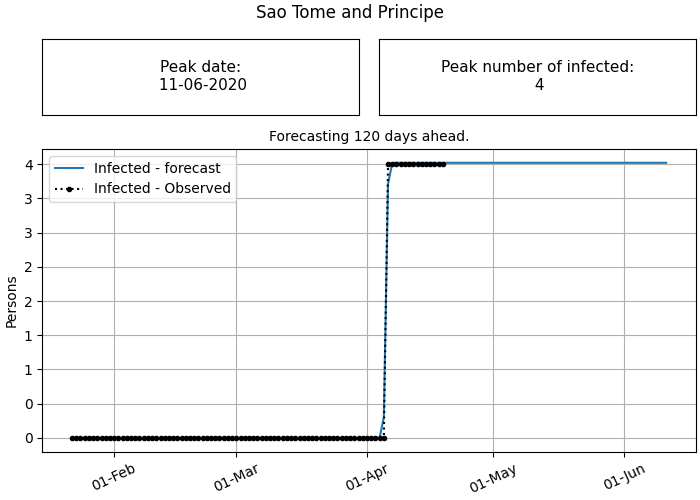 Sao Tome and Principe
Peak date:
11-06-2020
Peak number of infected:
4
Forecasting 120 days ahead.
Infected - forecast
Infected - Observed
Persons
4
3
3
2
2
1
1
0
0
01-Feb
01-Mar
01-Apr
01-May
01-Jun